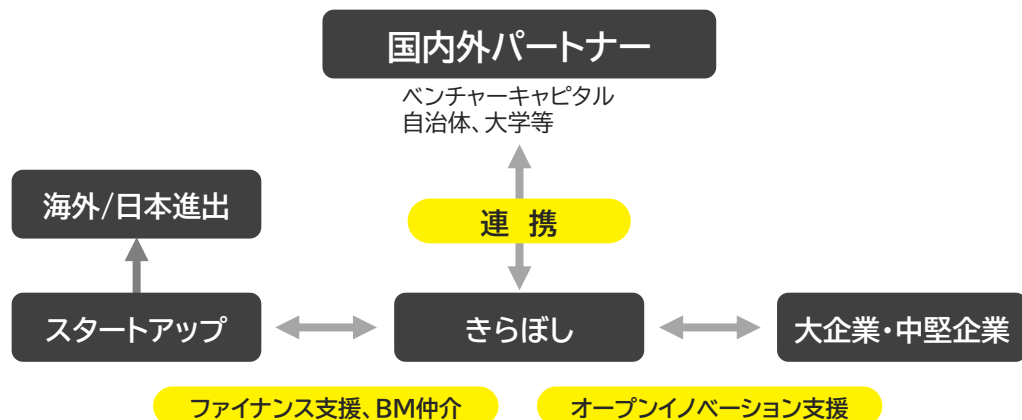 国内外パートナー
ベンチャーキャピタル
自治体、大学等
海外/日本進出
連 携
スタートアップ
きらぼし
大企業・中堅企業
ファイナンス支援、BM仲介
オープンイノベーション支援